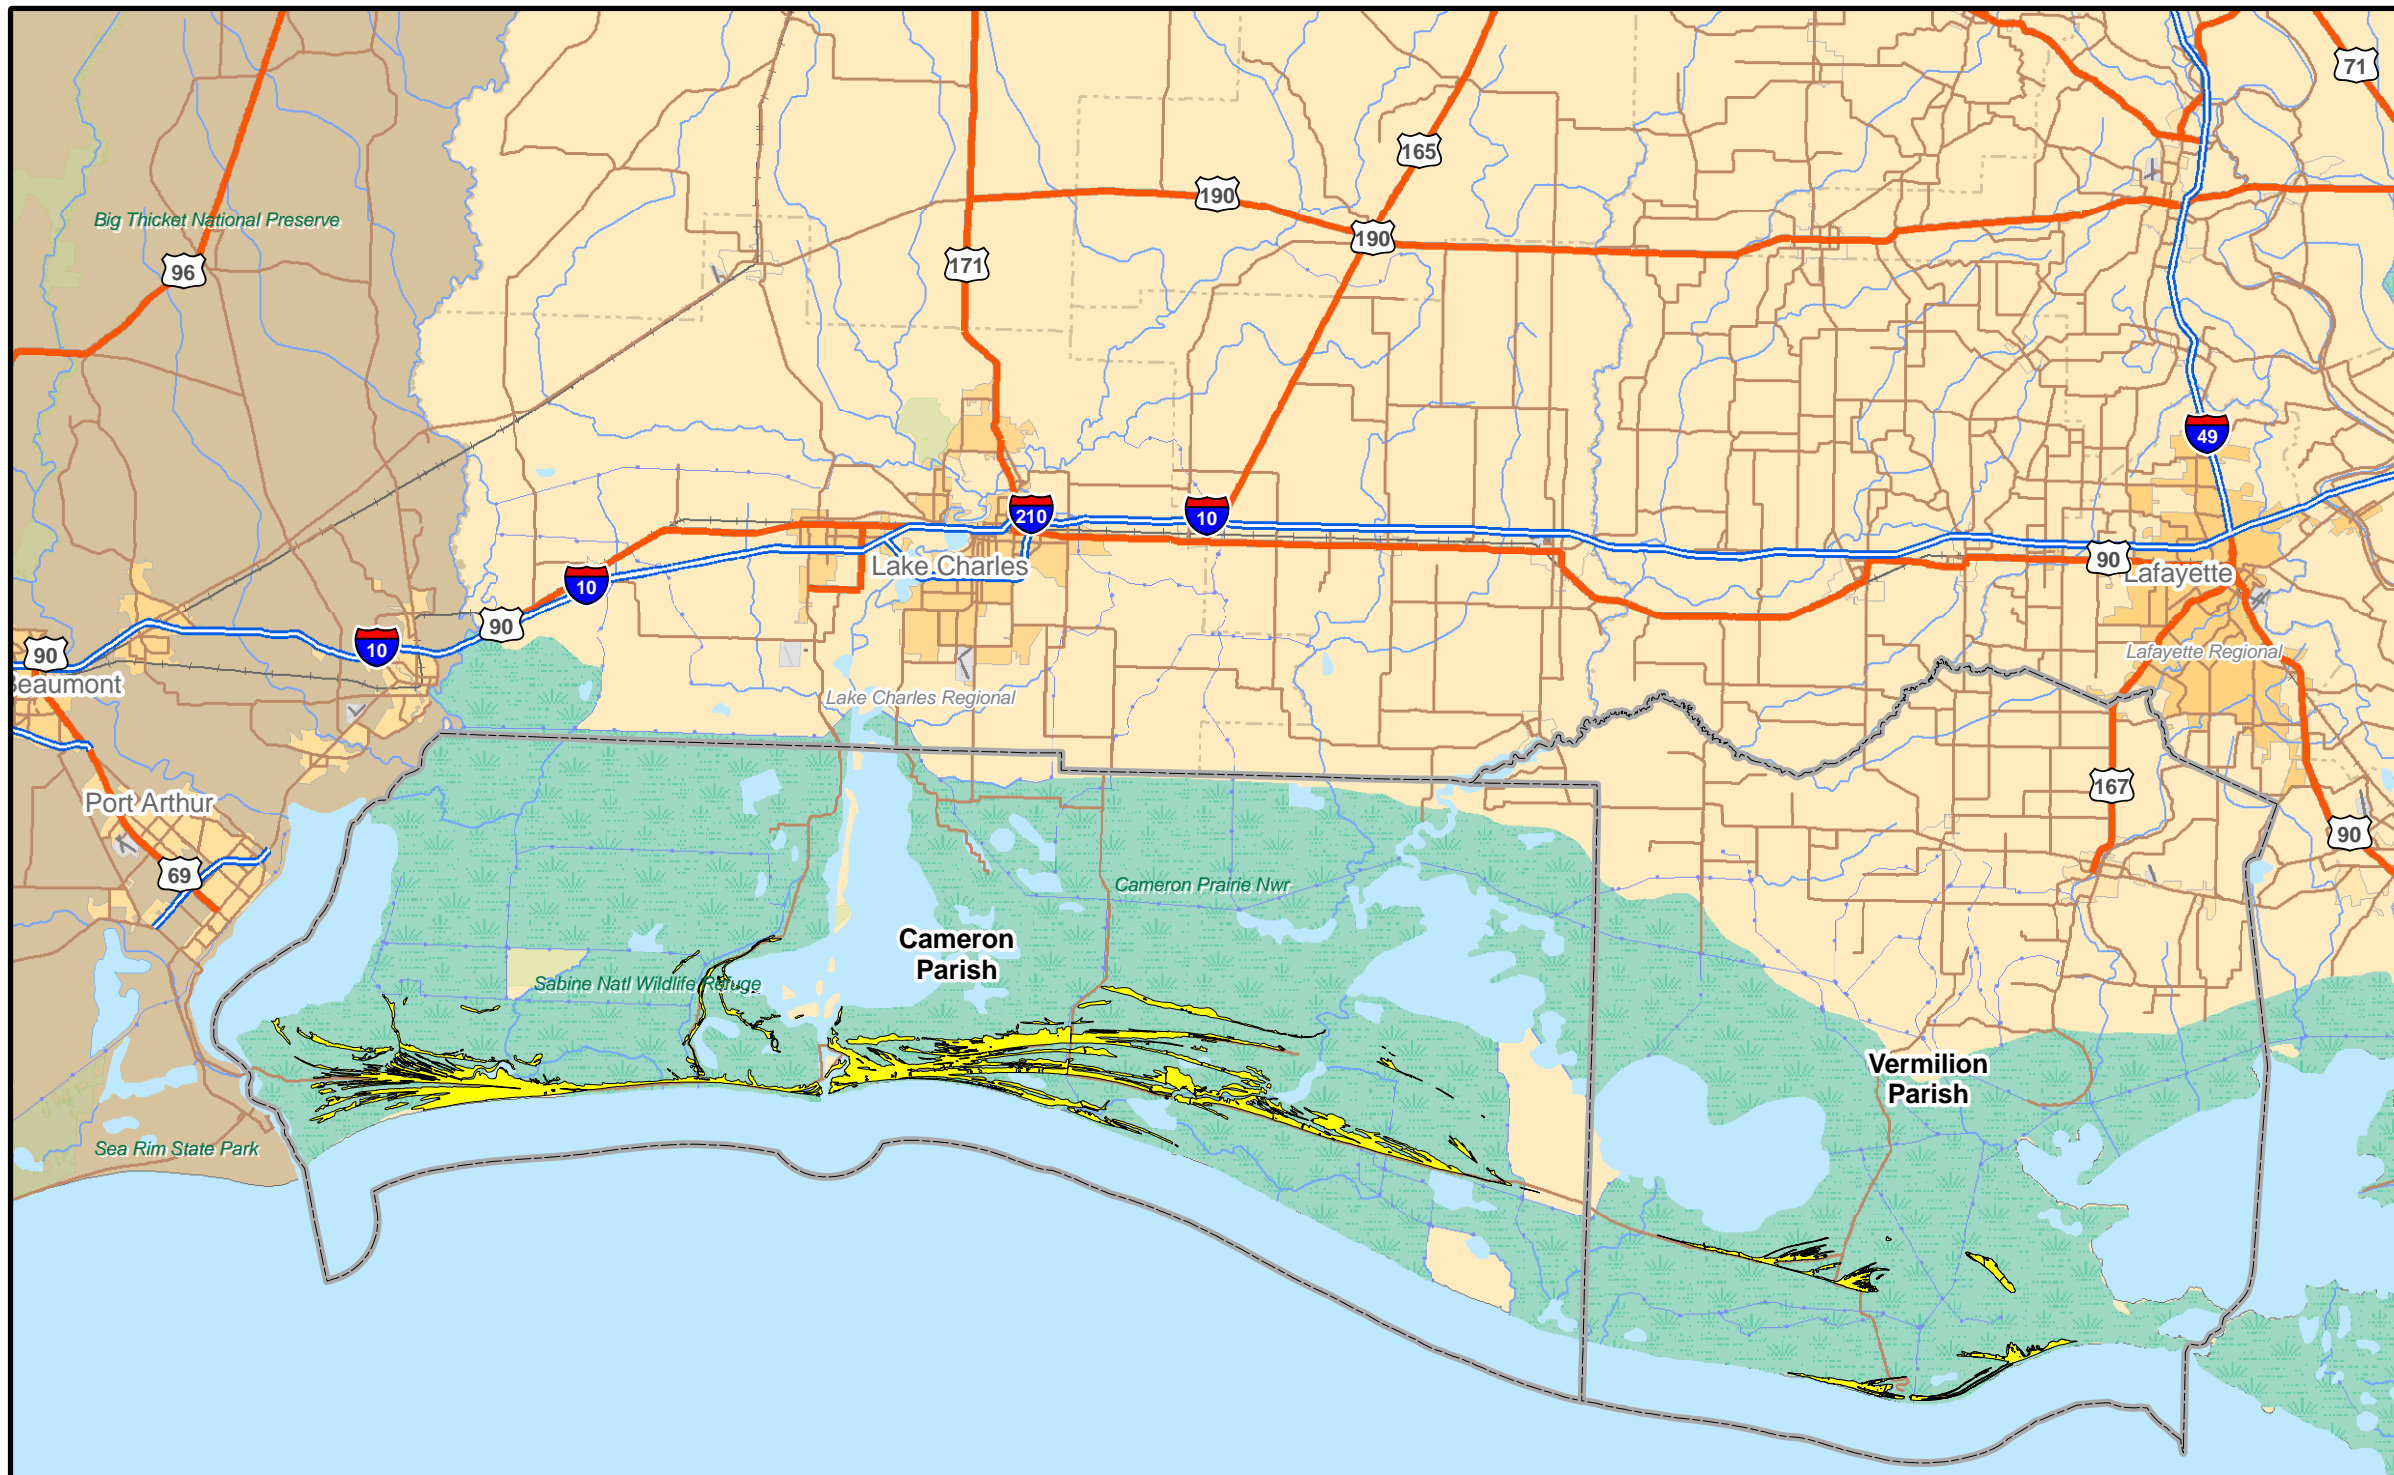 71
165
190
Big Thicket National Preserve
190
171
96
49
210
10
90
Lake Charles
10
Lafayette
90
10
90
Lafayette Regional
Beaumont
Lake Charles Regional
167
Port Arthur
90
69
Cameron Prairie Nwr
Cameron
Parish
Sabine Natl Wildlife Refuge
Vermilion
Parish
Sea Rim State Park